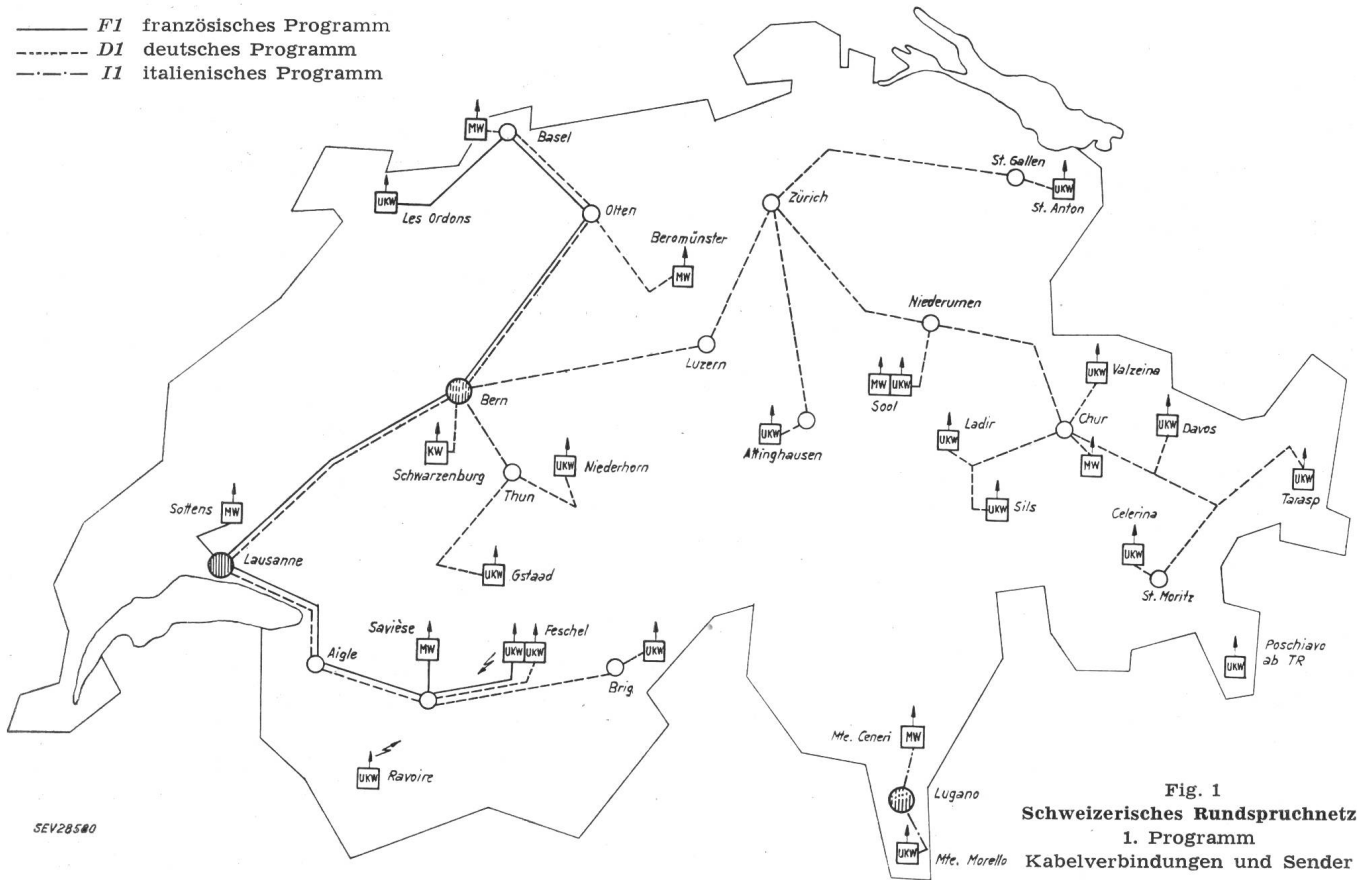 F1 französisches Programm
D1 deutsches Programm
I1 italienisches Programm
MW
Basel
UKW
Les Ordons
Olten
Beromünster
MW
Zürich
St. Gallen
UKW
St. Anton
Niederurnen
Luzern
MW UKW
Sool
UKW
Valzeina
Bern
KW
Schwarzenburg
Thun
UKW
Niederhorn
UKW
Attinghausen
Ladir
UKW
Chur
MW
UKW
Davos
UKW
Sils
UKW
Tarasp
Celerina
UKW
St. Moritz
Sottens
MW
Lausanne
UKW
Gstaad
Savièse
MW
Feschel
UKW UKW
UKW
Aigle
Brig.
UKW
Poschiavo
ab TR
UKW
Ravoire
Mte. Ceneri
MW
Lugano
UKW
Mte. Morello
SEV28580
Fig. 1
Schweizerisches Rundspruchnetz
1. Programm
Kabelverbindungen und Sender